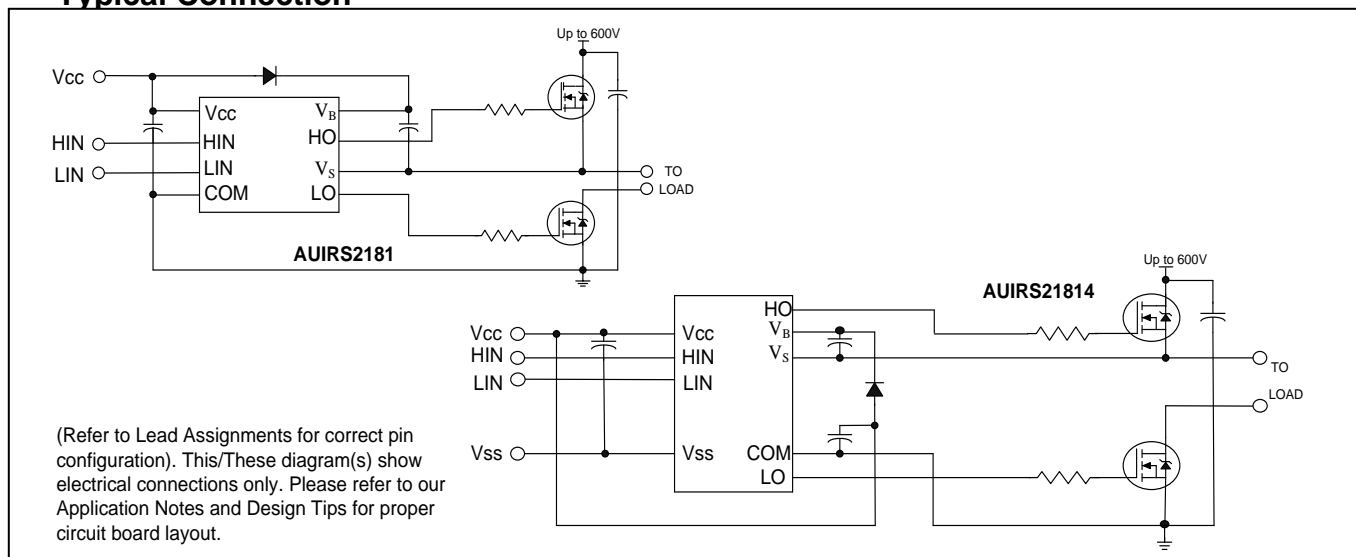 Typical Connection
Up to 600V
Vcc
Vcc
VB
HIN
HIN
HO
LIN
LIN
VS
TO
COM
LO
LOAD
AUIRS2181
Up to 600V
AUIRS21814
HO
Vcc
Vcc
VB
HIN
HIN
VS
LIN
LIN
TO
LOAD
Vss
Vss
COM
LO
(Refer to Lead Assignments for correct pin
configuration). This/These diagram(s) show
electrical connections only. Please refer to our
Application Notes and Design Tips for proper
circuit board layout.